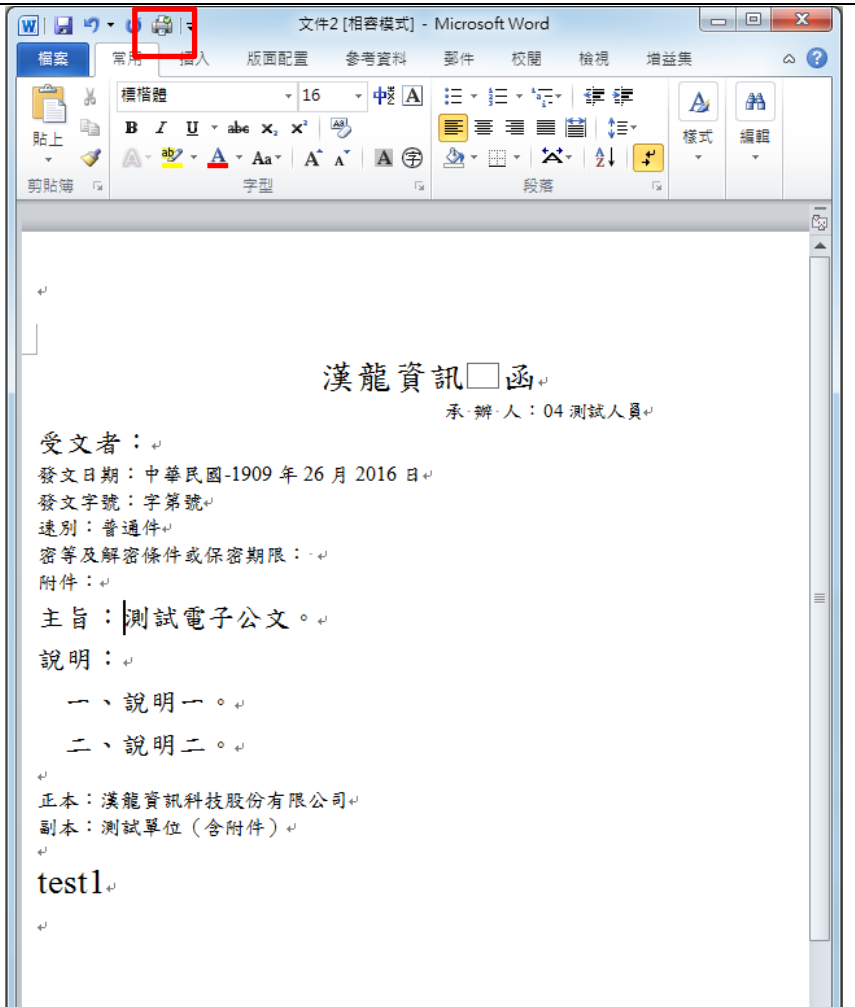 文件2 [相容模式] - Microsoft Word
檔案 常用 插入 版面配置 參考資料 郵件 校閱 檢視 增益集
標楷體 16 中 A
貼上 B I U abc X₂ X² 樣式 編輯
A ab A Aa A A A 字
剪貼簿 字型 段落
漢龍資訊 函
承 辦 人：04 測試人員
受文者：
發文日期：中華民國-1909 年 26 月 2016 日
發文字號：字第號
速別：普通件
密等及解密條件或保密期限：
附件：
主旨：測試電子公文。
說明：
一、說明一。
二、說明二。
正本：漢龍資訊科技股份有限公司
副本：測試單位（含附件）
test1